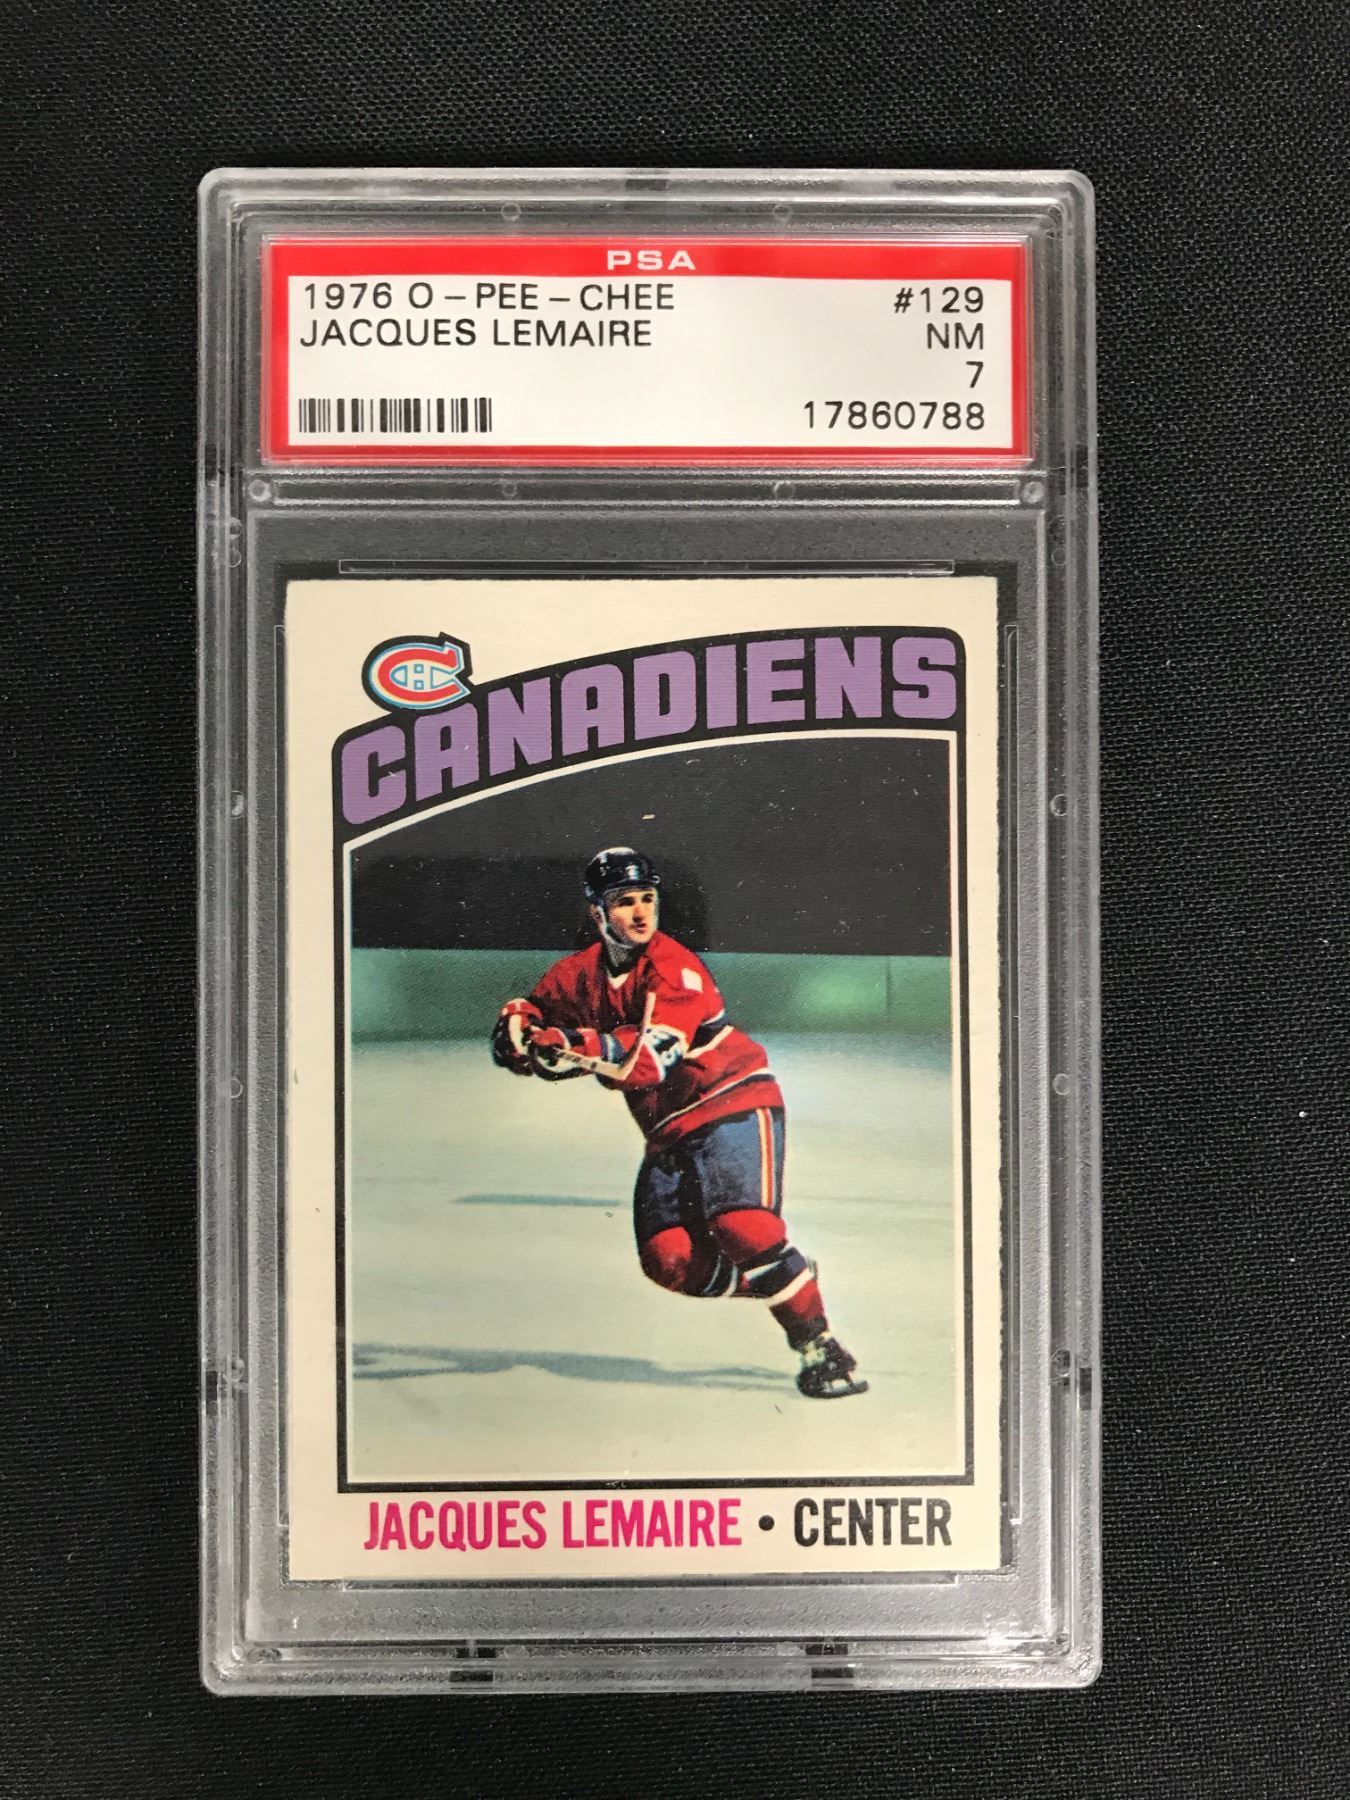 PSA
1976 O-PEE-CHEE #129
JACQUES LEMAIRE NM
7
17860788
CANADIENS
JACQUES LEMAIRE • CENTER